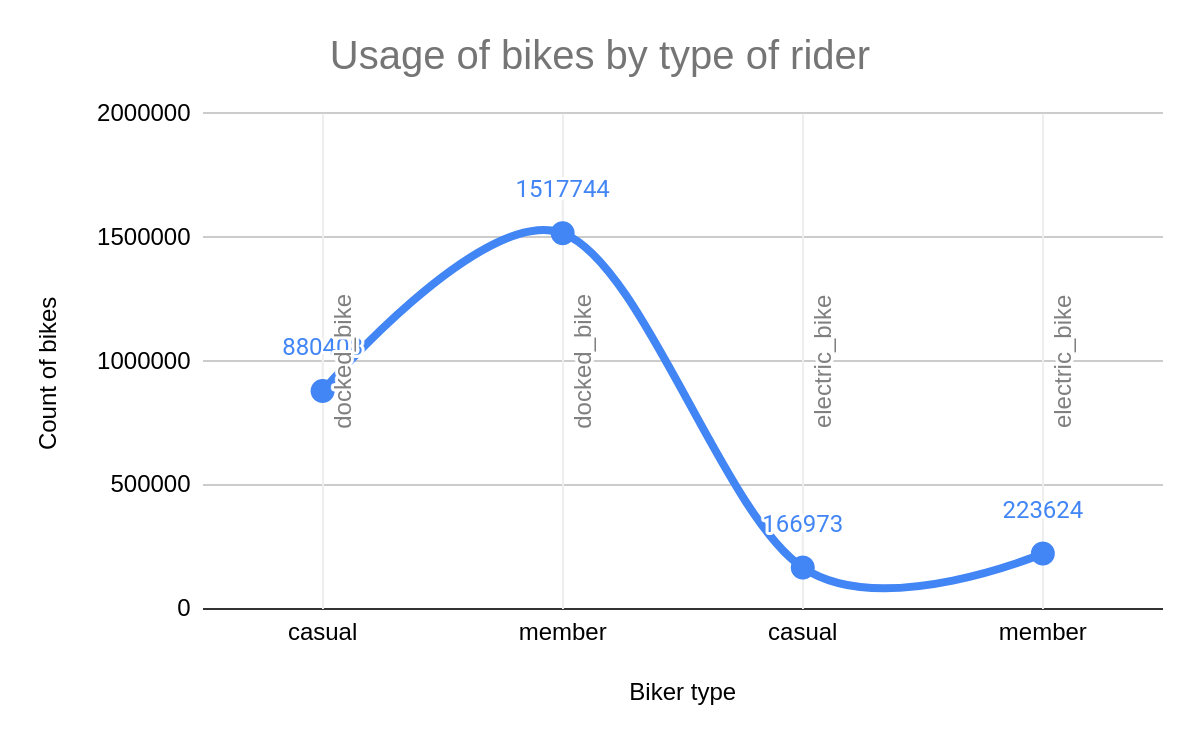 Usage of bikes by type of rider
2000000
1500000
1000000
500000
0
Count of bikes
880403
1517744
166973
223624
docked_bike
docked_bike
electric_bike
electric_bike
casual
member
casual
member
Biker type